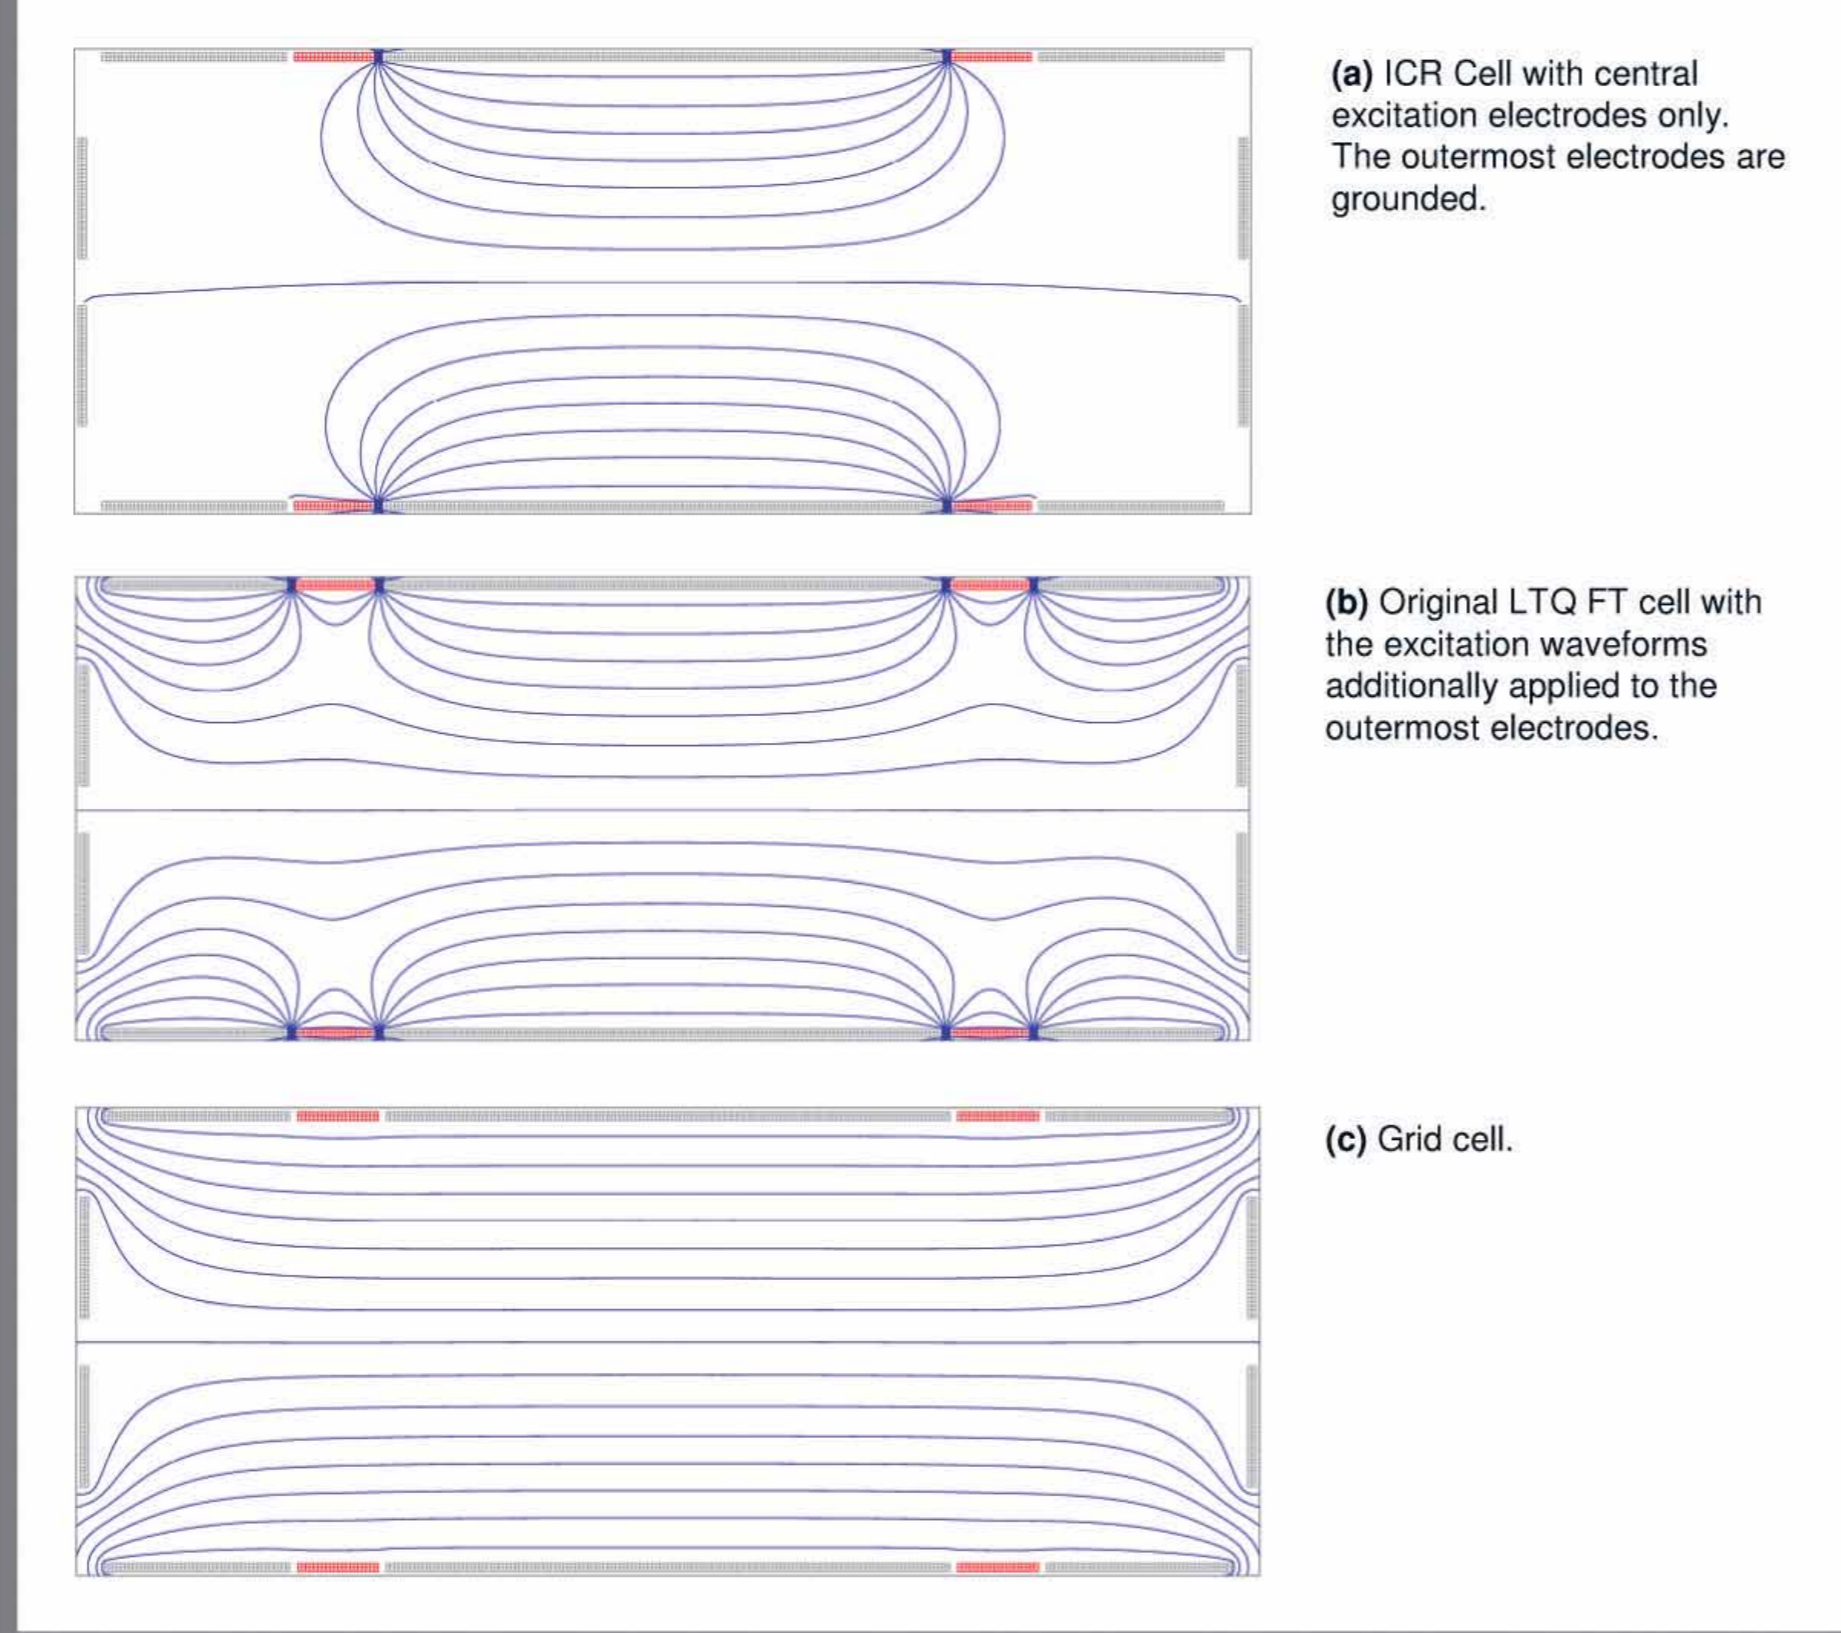 (a) ICR Cell with central
excitation electrodes only.
The outermost electrodes are
grounded.
(b) Original LTQ FT cell with
the excitation waveforms
additionally applied to the
outermost electrodes.
(c) Grid cell.